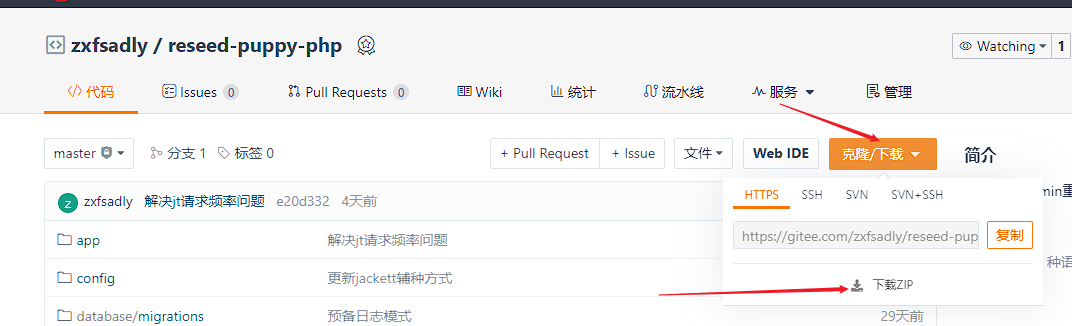 zxfsadly / reseed-puppy-php
Watching 1
代码 Issues 0 Pull Requests 0 Wiki 统计 流水线 服务 管理
master 分支 1 标签 0 + Pull Request + Issue 文件 Web IDE 克隆/下载 简介
z zxfsadly 解决jt请求频率问题 e20d332 4天前
HTTPS SSH SVN SVN+SSH
min重
app 解决jt请求频率问题
https://gitee.com/zxfsadly/reseed-pup 复制
config 更新jackett辅种方式
种语
下载ZIP
database/migrations 预备日志模式 29天前